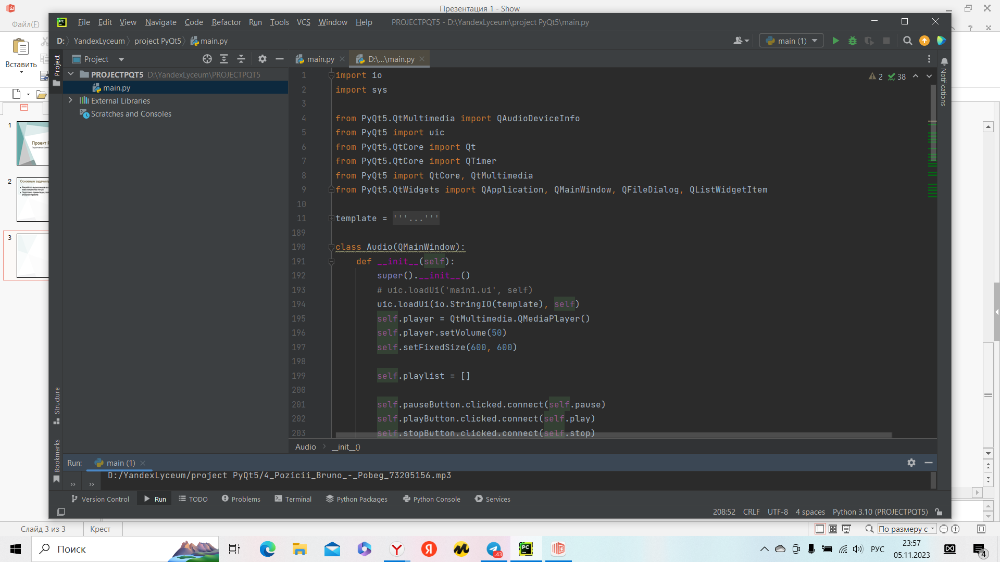 Презентация 1 - Show
Файл(F)
Вставить
File Edit View Navigate Code Refactor Run Tools VCS Window Help PROJECTPQT5 - D:\YandexLyceum\project PyQt5\main.py
D: YandexLyceum project PyQt5 main.py
main (1)
Project
Project
main.py
D:\...\main.py
PROJECTPQT5 D:\YandexLyceum\PROJECTPQT5
main.py
External Libraries
Scratches and Consoles
2 38
Notifications
1 import io
2 import sys
3
4 from PyQt5.QtMultimedia import QAudioDeviceInfo
5 from PyQt5 import uic
6 from PyQt5.QtCore import Qt
7 from PyQt5.QtCore import QTimer
8 from PyQt5 import QtCore, QtMultimedia
9 from PyQt5.QtWidgets import QApplication, QMainWindow, QFileDialog, QListWidgetItem
10
11 template = '''...'''
189
190 class Audio(QMainWindow):
191 def __init__(self):
192 super().__init__()
193 # uic.loadUi('main1.ui', self)
194 uic.loadUi(io.StringIO(template), self)
195 self.player = QtMultimedia.QMediaPlayer()
196 self.player.setVolume(50)
197 self.setFixedSize(600, 600)
198
199 self.playlist = []
200
201 self.pauseButton.clicked.connect(self.pause)
202 self.playButton.clicked.connect(self.play)
203 self.stopButton.clicked.connect(self.stop)
Audio __init__()
1
Проект
2
Основные задачи
3
Structure
Bookmarks
Run: main (1)
D:/YandexLyceum/project PyQt5/4_Pozicii_Bruno_-_Pobeg_73205156.mp3
Version Control Run TODO Problems Terminal Python Packages Python Console Services
208:52 CRLF UTF-8 4 spaces Python 3.10 (PROJECTPQT5)
Слайд 3 из 3 Крест
По размеру с
Поиск
43
РУС
23:57
05.11.2023
4